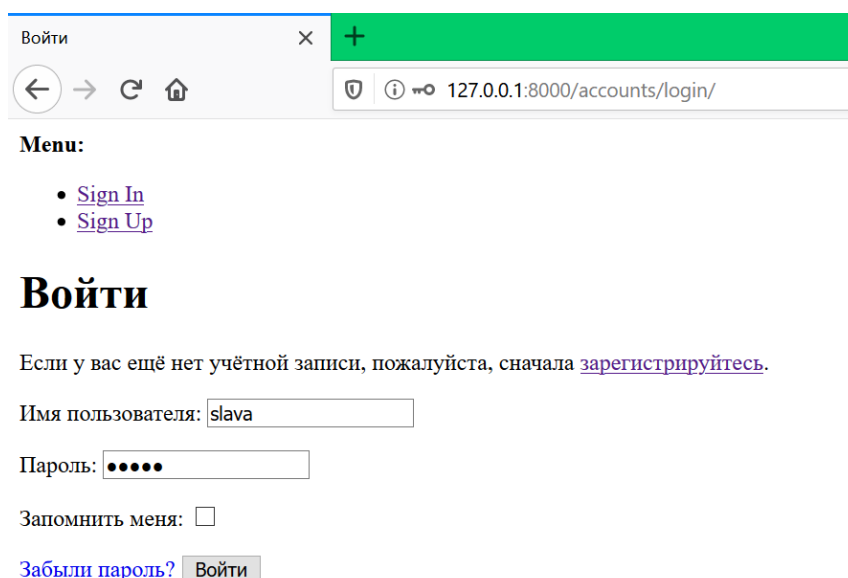 Войти
127.0.0.1:8000/accounts/login/
Menu:
Sign In
Sign Up
Войти
Если у вас ещё нет учётной записи, пожалуйста, сначала зарегистрируйтесь.
Имя пользователя: slava
Пароль: •••••
Запомнить меня:
Забыли пароль? Войти